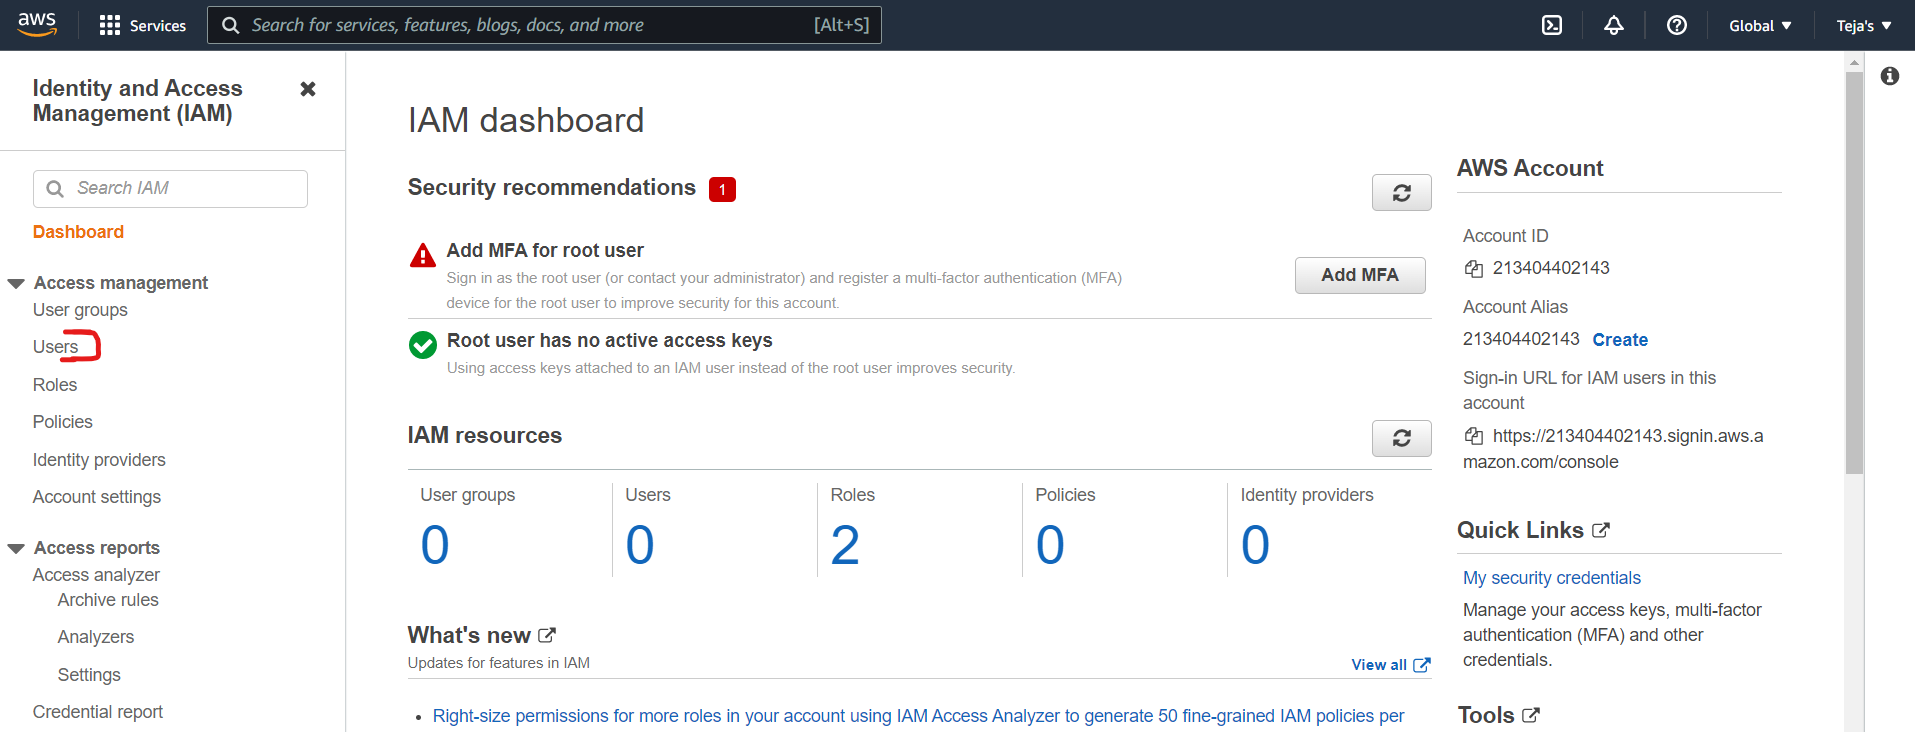 aws
Services
Search for services, features, blogs, docs, and more
[Alt+S]
Global
Teja's
Identity and Access
Management (IAM)
Search IAM
Dashboard
Access management
User groups
Users
Roles
Policies
Identity providers
Account settings
Access reports
Access analyzer
Archive rules
Analyzers
Settings
Credential report
IAM dashboard
Security recommendations 1
Add MFA for root user
Sign in as the root user (or contact your administrator) and register a multi-factor authentication (MFA)
device for the root user to improve security for this account.
Add MFA
Root user has no active access keys
Using access keys attached to an IAM user instead of the root user improves security.
IAM resources
User groups
0
Users
0
Roles
2
Policies
0
Identity providers
0
What's new
Updates for features in IAM
View all
Right-size permissions for more roles in your account using IAM Access Analyzer to generate 50 fine-grained IAM policies per
AWS Account
Account ID
213404402143
Account Alias
213404402143 Create
Sign-in URL for IAM users in this
account
https://213404402143.signin.aws.a
mazon.com/console
Quick Links
My security credentials
Manage your access keys, multi-factor
authentication (MFA) and other
credentials.
Tools